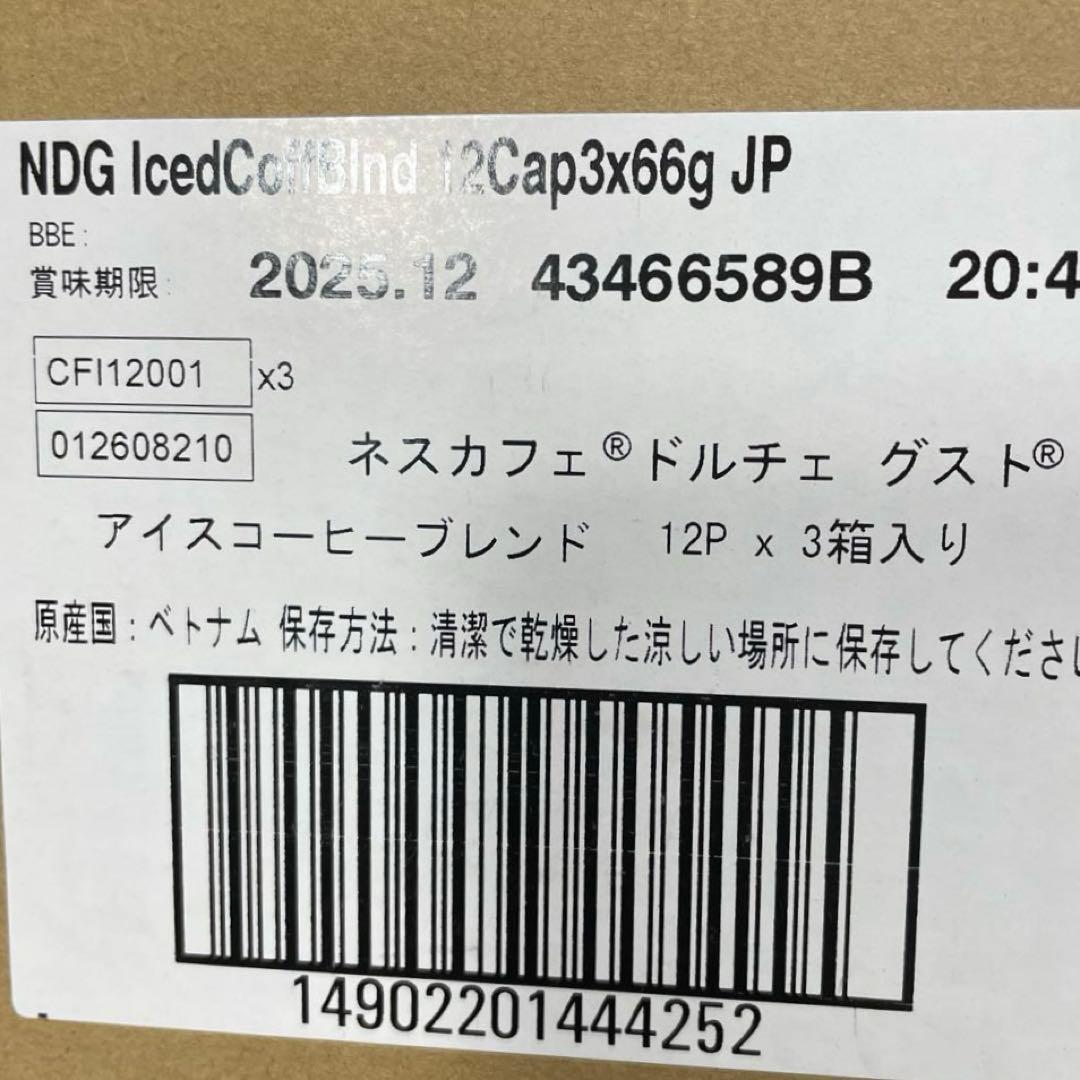 NDG IcedCoffBlnd 12Cap3x66g JP
BBE:
賞味期限: 2025.12 43466589B 20:4
CFI12001 x3
012608210
ネスカフェ®ドルチェ グスト®
アイスコーヒーブレンド 12P x 3箱入り
原産国:ベトナム 保存方法:清潔で乾燥した涼しい場所に保存してくださ
14902201444252